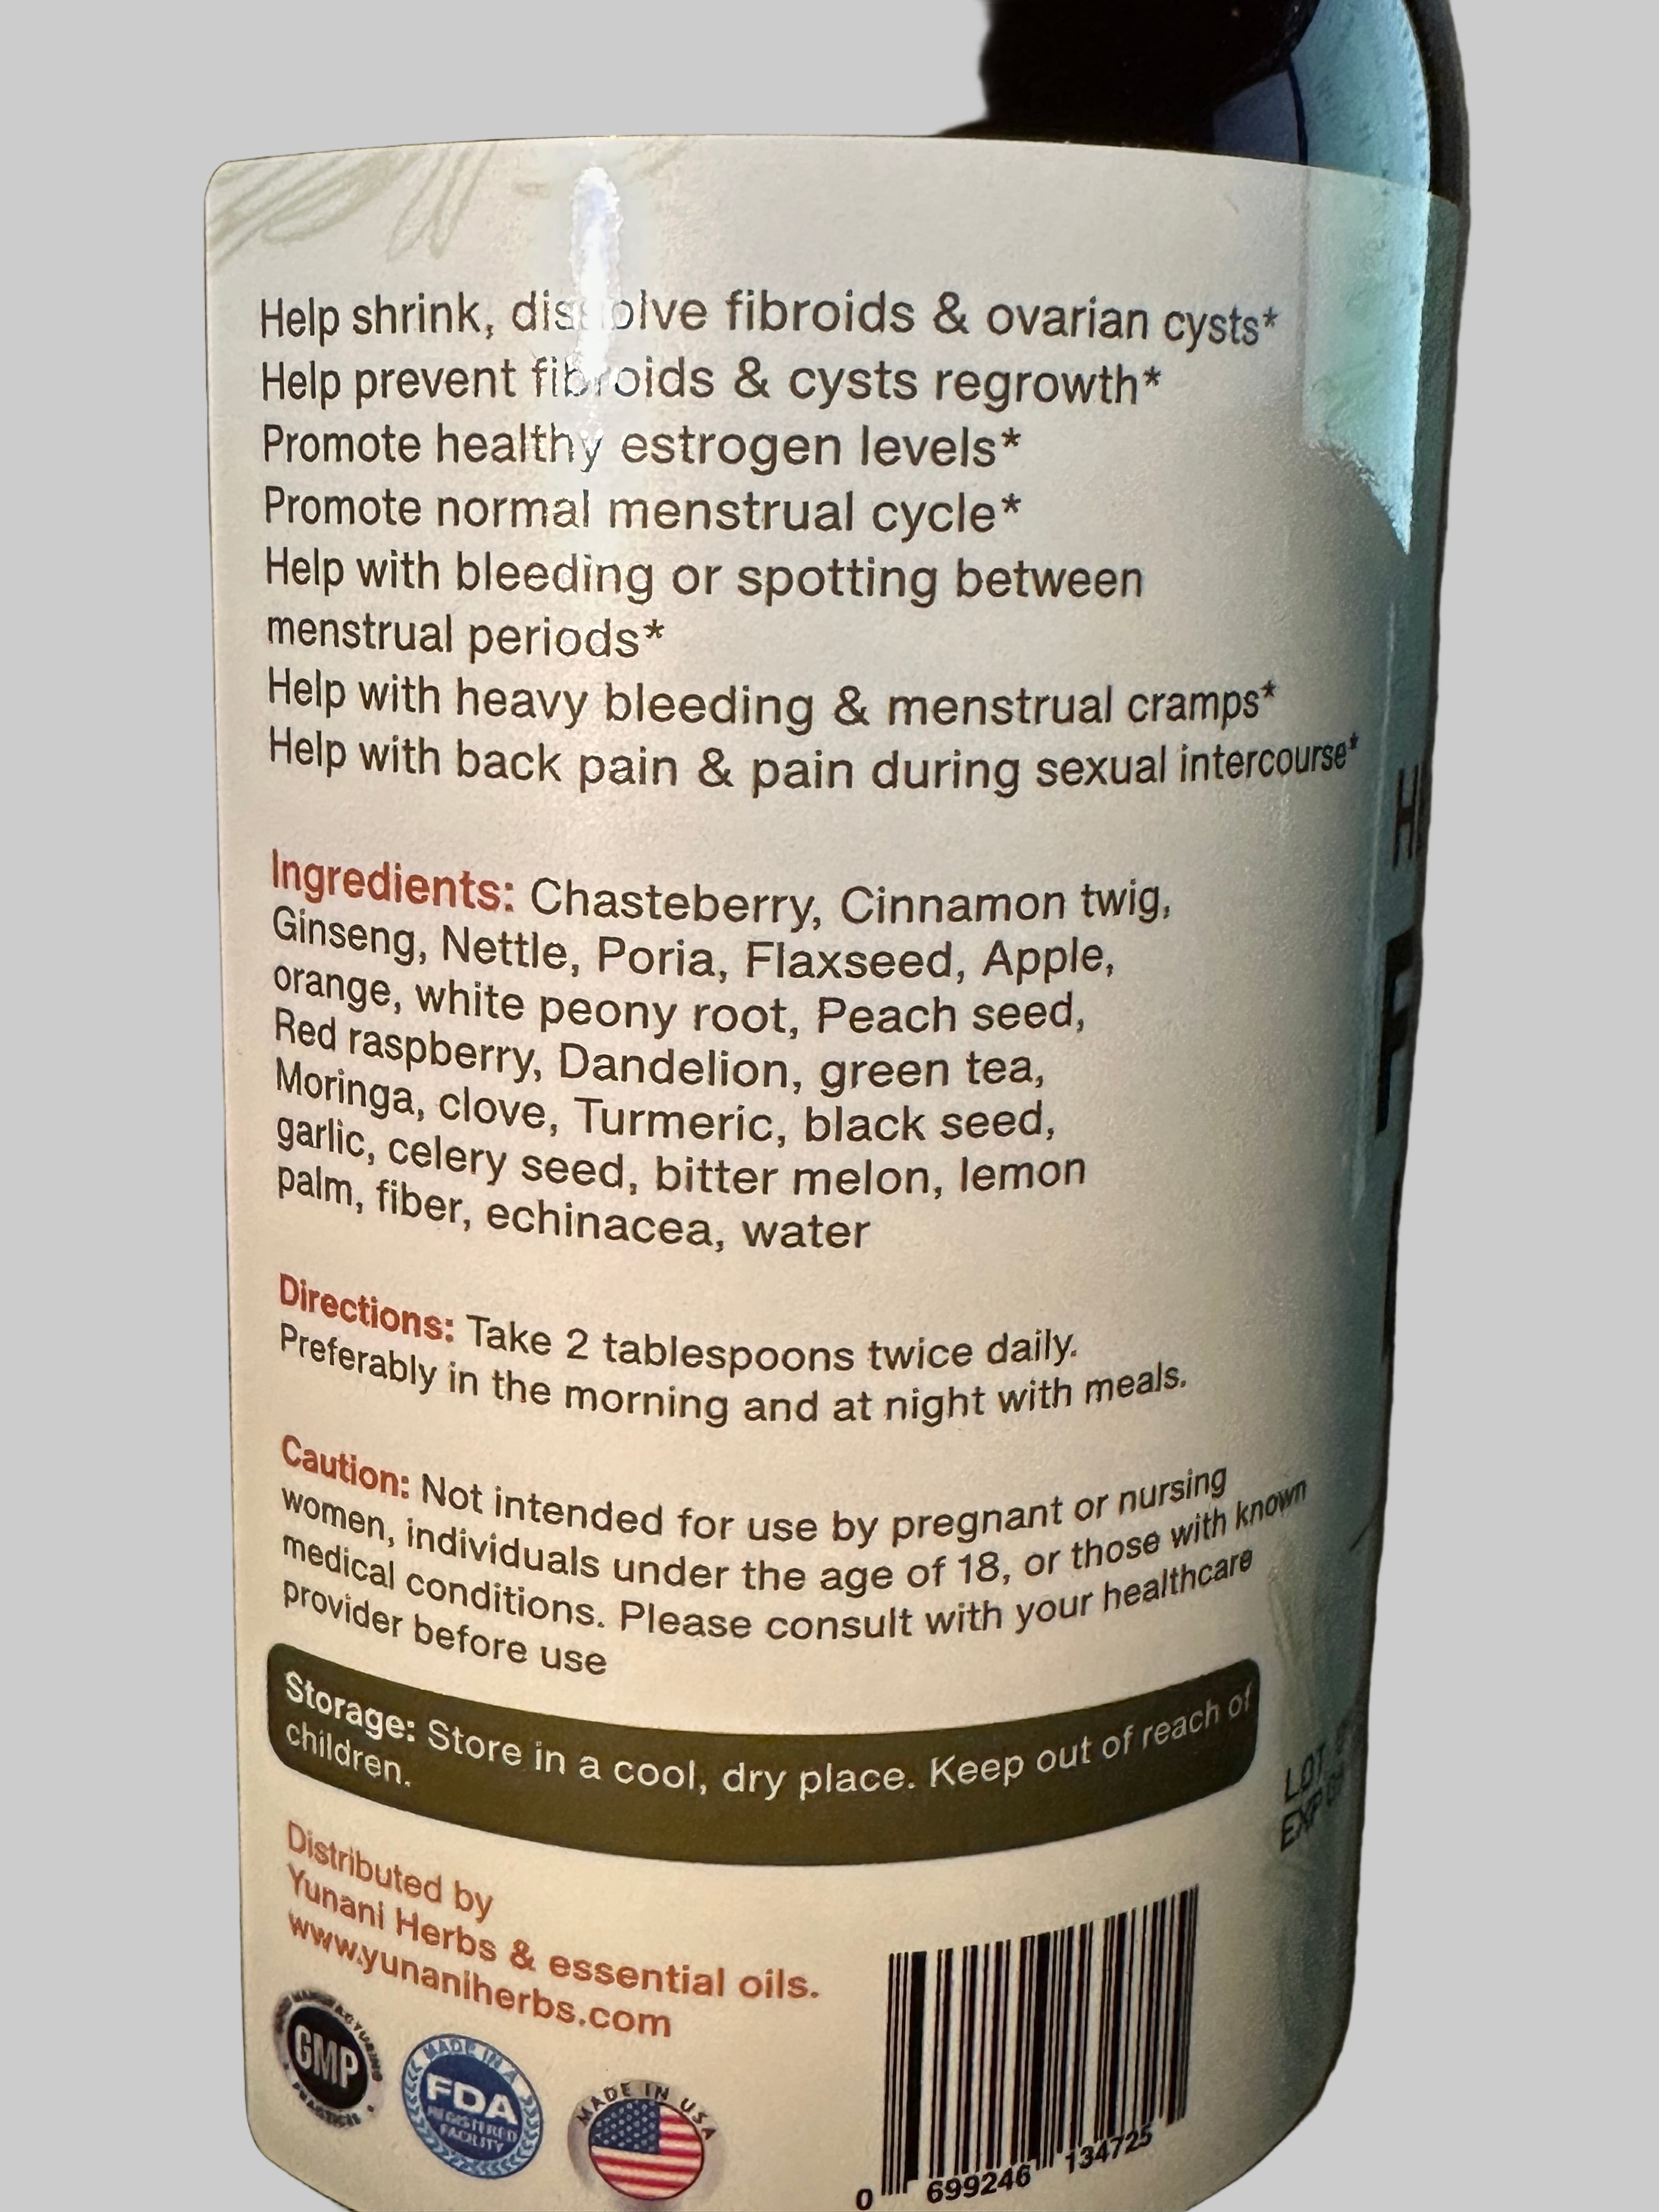 Help shrink, dissolve fibroids & ovarian cysts*
Help prevent fibroids & cysts regrowth*
Promote healthy estrogen levels*
Promote normal menstrual cycle*
Help with bleeding or spotting between
menstrual periods*
Help with heavy bleeding & menstrual cramps*
Help with back pain & pain during sexual intercourse*
Ingredients: Chasteberry, Cinnamon twig,
Ginseng, Nettle, Poria, Flaxseed, Apple,
orange, white peony root, Peach seed,
Red raspberry, Dandelion, green tea,
Moringa, clove, Turmeric, black seed,
garlic, celery seed, bitter melon, lemon
palm, fiber, echinacea, water
Directions: Take 2 tablespoons twice daily.
Preferably in the morning and at night with meals.
Caution: Not intended for use by pregnant or nursing
women, individuals under the age of 18, or those with known
medical conditions. Please consult with your healthcare
provider before use
Storage: Store in a cool, dry place. Keep out of reach of
children.
LOT
EXP
Distributed by
Yunani Herbs & essential oils.
www.yunaniherbs.com
GMP
MADE IN A
FDA
REGISTERED
FACILITY
MADE IN USA
0 699246 134725